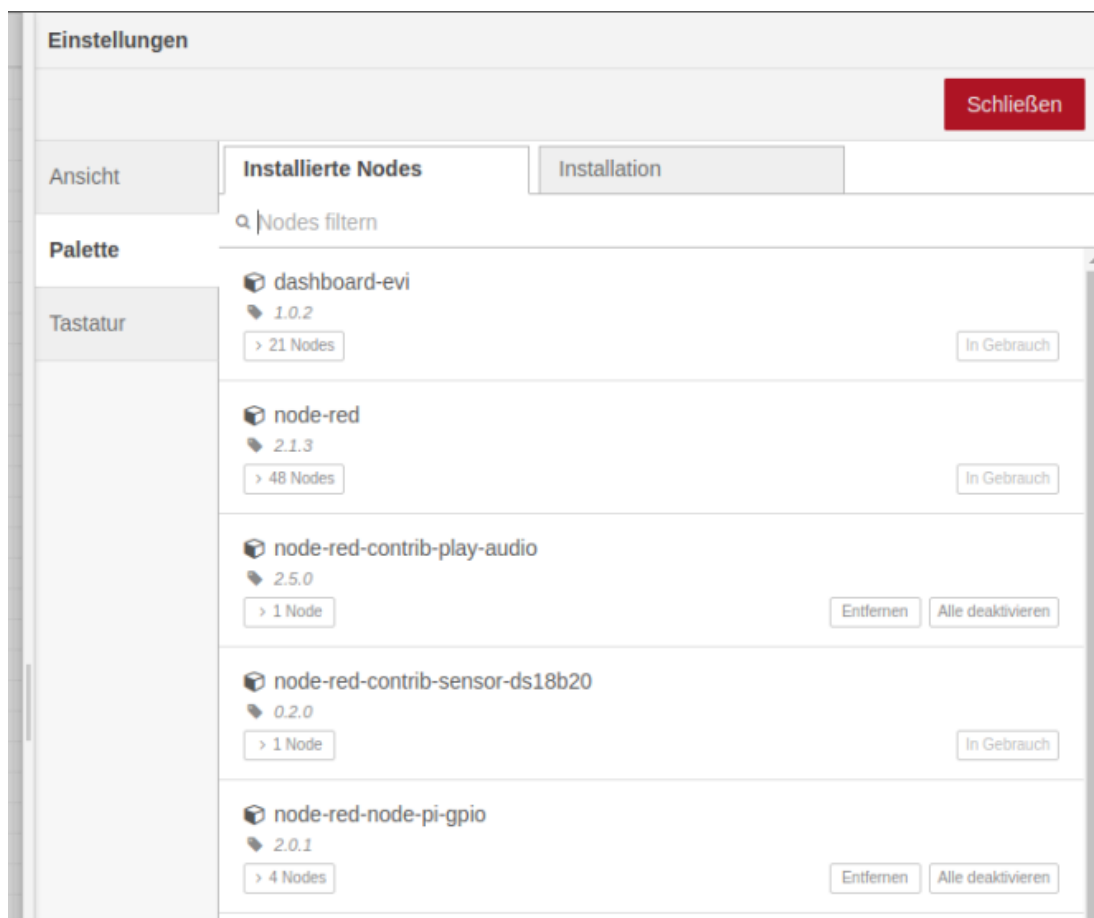 Einstellungen
Schließen
Ansicht
Palette
Tastatur
Installierte Nodes
Installation
Nodes filtern
dashboard-evi
1.0.2
> 21 Nodes
In Gebrauch
node-red
2.1.3
> 48 Nodes
In Gebrauch
node-red-contrib-play-audio
2.5.0
> 1 Node
Entfernen
Alle deaktivieren
node-red-contrib-sensor-ds18b20
0.2.0
> 1 Node
In Gebrauch
node-red-node-pi-gpio
2.0.1
> 4 Nodes
Entfernen
Alle deaktivieren